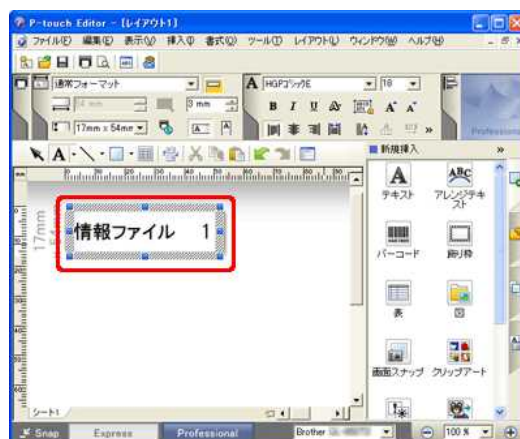 P-touch Editor - [レイアウト1]
ファイル(F) 編集(E) 表示(V) 挿入(I) 書式(O) ツール(T) レイアウト(L) ウィンドウ(W) ヘルプ(H)
通常フォーマット
A HGPゴシックE 18
3 mm
B I U
17mm x 54mm
Professional
新規挿入
情報ファイル 1
17mm
A テキスト
ABC アレンジテキスト
バーコード
飾り枠
表
図
画面スナップ
クリップアート
シート1
Snap Express Professional Brother 100 %